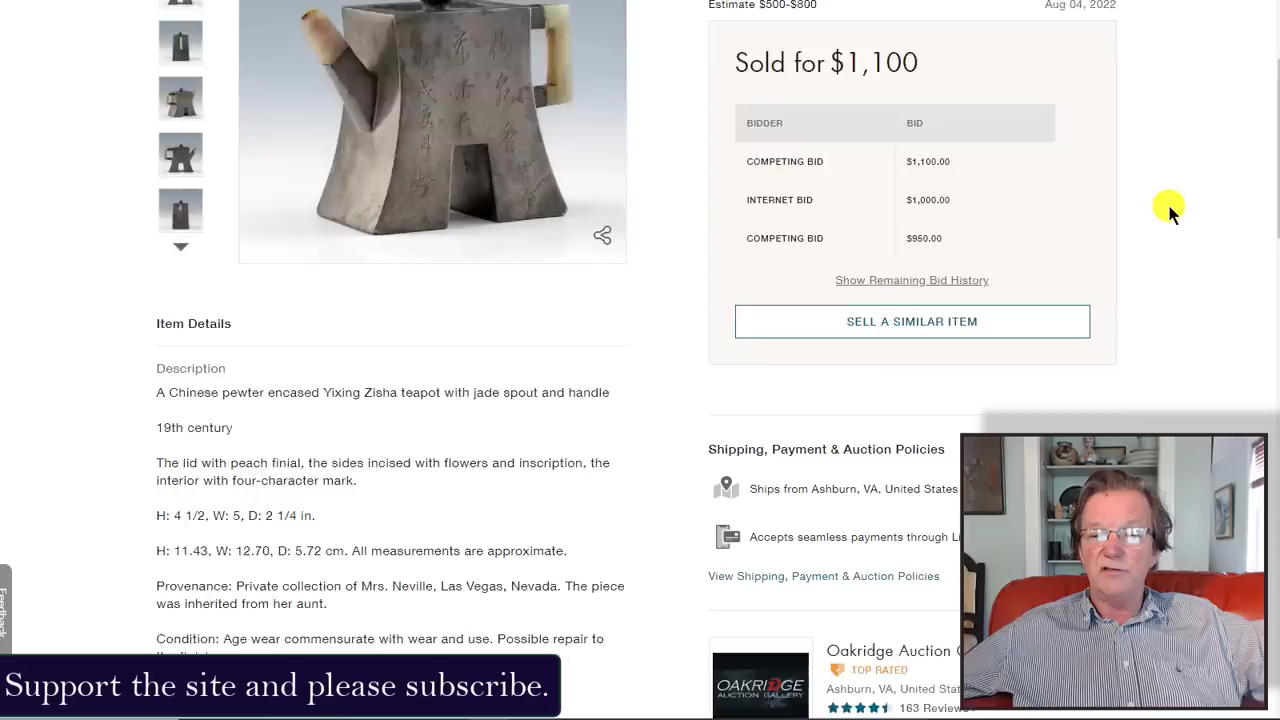 Estimate $500-$800
Aug 04, 2022
Sold for $1,100
BIDDER BID
COMPETING BID $1,100.00
INTERNET BID $1,000.00
COMPETING BID $950.00
Show Remaining Bid History
SELL A SIMILAR ITEM
Item Details
Description
A Chinese pewter encased Yixing Zisha teapot with jade spout and handle
19th century
The lid with peach finial, the sides incised with flowers and inscription, the
interior with four-character mark.
H: 4 1/2, W: 5, D: 2 1/4 in.
H: 11.43, W: 12.70, D: 5.72 cm. All measurements are approximate.
Provenance: Private collection of Mrs. Neville, Las Vegas, Nevada. The piece
was inherited from her aunt.
Condition: Age wear commensurate with wear and use. Possible repair to
Shipping, Payment & Auction Policies
Ships from Ashburn, VA, United States
Accepts seamless payments through
View Shipping, Payment & Auction Policies
Oakridge Auction
TOP RATED
Ashburn, VA, United
163
OAKRIDGE
AUCTION GALLERY
Feedback
Support the site and please subscribe.